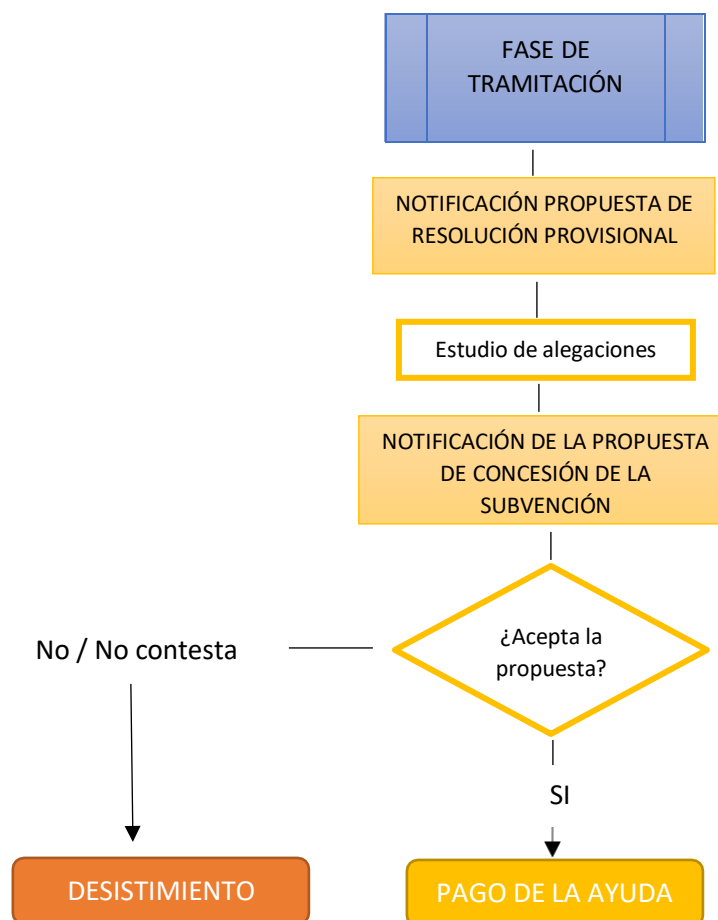 FASE DE
TRAMITACIÓN
NOTIFICACIÓN PROPUESTA DE
RESOLUCIÓN PROVISIONAL
Estudio de alegaciones
NOTIFICACIÓN DE LA PROPUESTA
DE CONCESIÓN DE LA
SUBVENCIÓN
¿Acepta la
propuesta?
No / No contesta
SI
DESISTIMIENTO
PAGO DE LA AYUDA